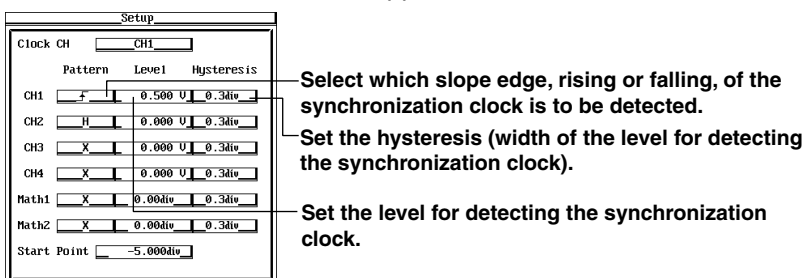 Setup
Clock CH CH1
Pattern Level Hysteresis
CH1 0.500 V 0.3div
CH2 H 0.000 V 0.3div
CH3 X 0.000 V 0.3div
CH4 X 0.000 V 0.3div
Math1 X 0.00div 0.3div
Math2 X 0.00div 0.3div
Start Point -5.000div
Select which slope edge, rising or falling, of the
synchronization clock is to be detected.
Set the hysteresis (width of the level for detecting
the synchronization clock).
Set the level for detecting the synchronization
clock.